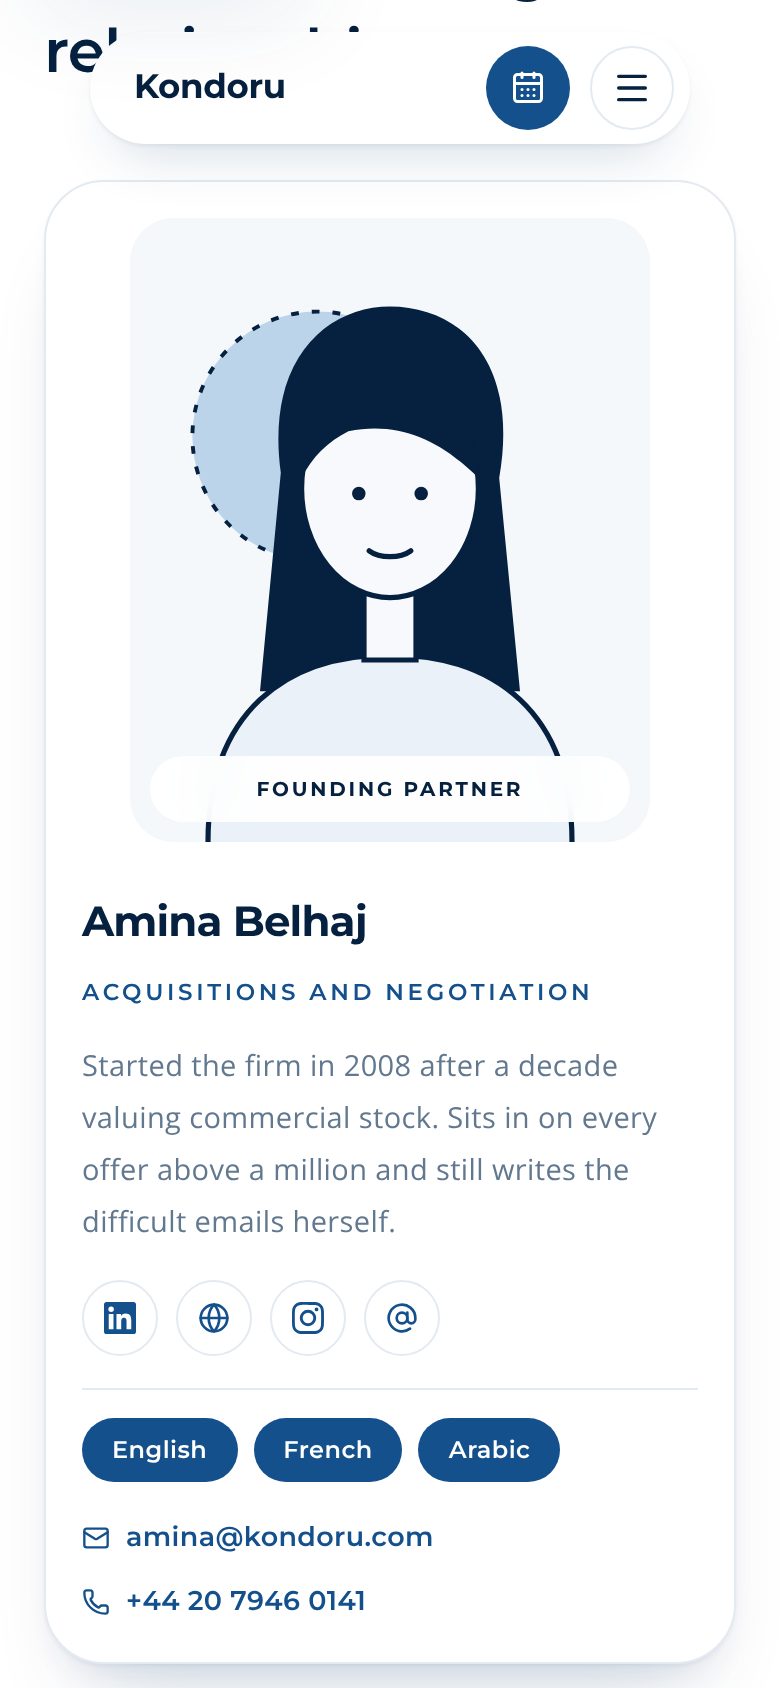 Kondoru
FOUNDING PARTNER
Amina Belhaj
ACQUISITIONS AND NEGOTIATION
Started the firm in 2008 after a decade
valuing commercial stock. Sits in on every
offer above a million and still writes the
difficult emails herself.
English French Arabic
amina@kondoru.com
+44 20 7946 0141